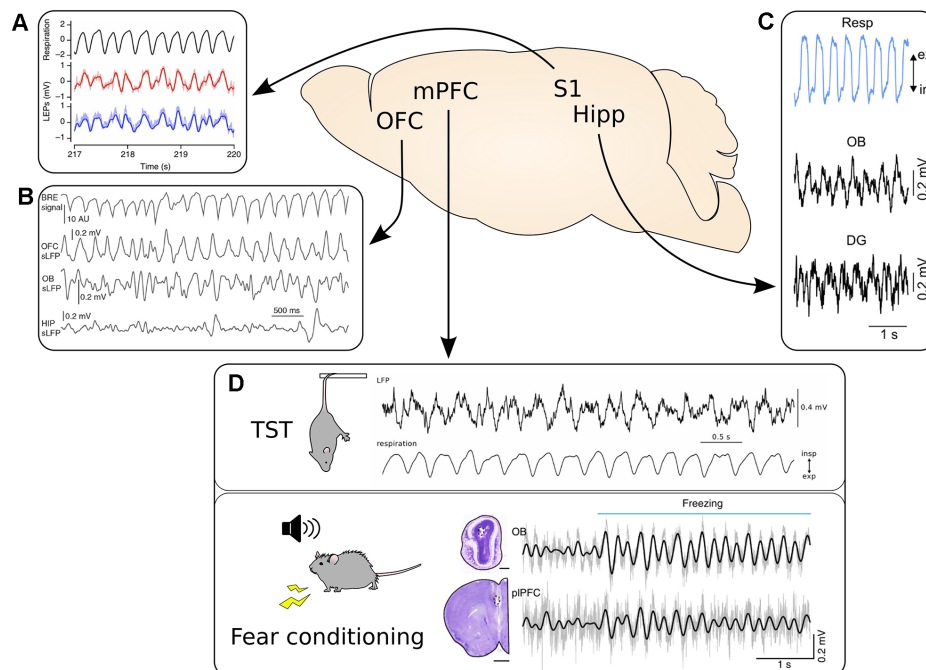 A
Respiration
2
0
-2
LEPs (mV)
1
0
-1
1
0
-1
217
218
219
220
Time (s)
mPFC
OFC
S1
Hipp
C
Resp
ex
in
OB
0.2 mV
DG
0.2 mV
1 s
B
BRE
signal
10 AU
0.2 mV
OFC
sLFP
OB
sLFP
0.2 mV
0.2 mV
500 ms
HIP
sLFP
D
TST
LFP
0.4 mV
0.5 s
respiration
insp
exp
Freezing
OB
plPFC
Fear conditioning
0.2 mV
1 s